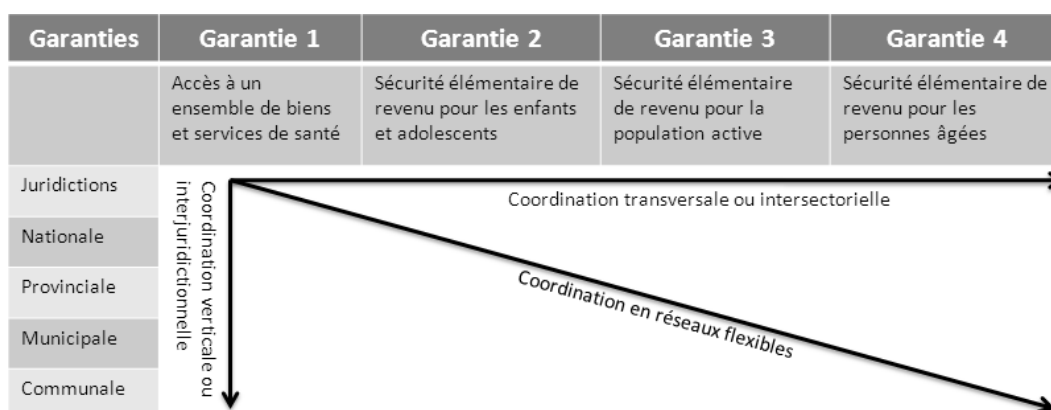 Garanties
Garantie 1
Garantie 2
Garantie 3
Garantie 4
Accès à un
ensemble de biens
et services de santé
Sécurité élémentaire de
revenu pour les enfants
et adolescents
Sécurité élémentaire
de revenu pour la
population active
Sécurité élémentaire de
revenu pour les
personnes âgées
Juridictions
Nationale
Provinciale
Municipale
Communale
Coordination verticale ou
interjuridictionnelle
Coordination transversale ou intersectorielle
Coordination en réseaux flexibles